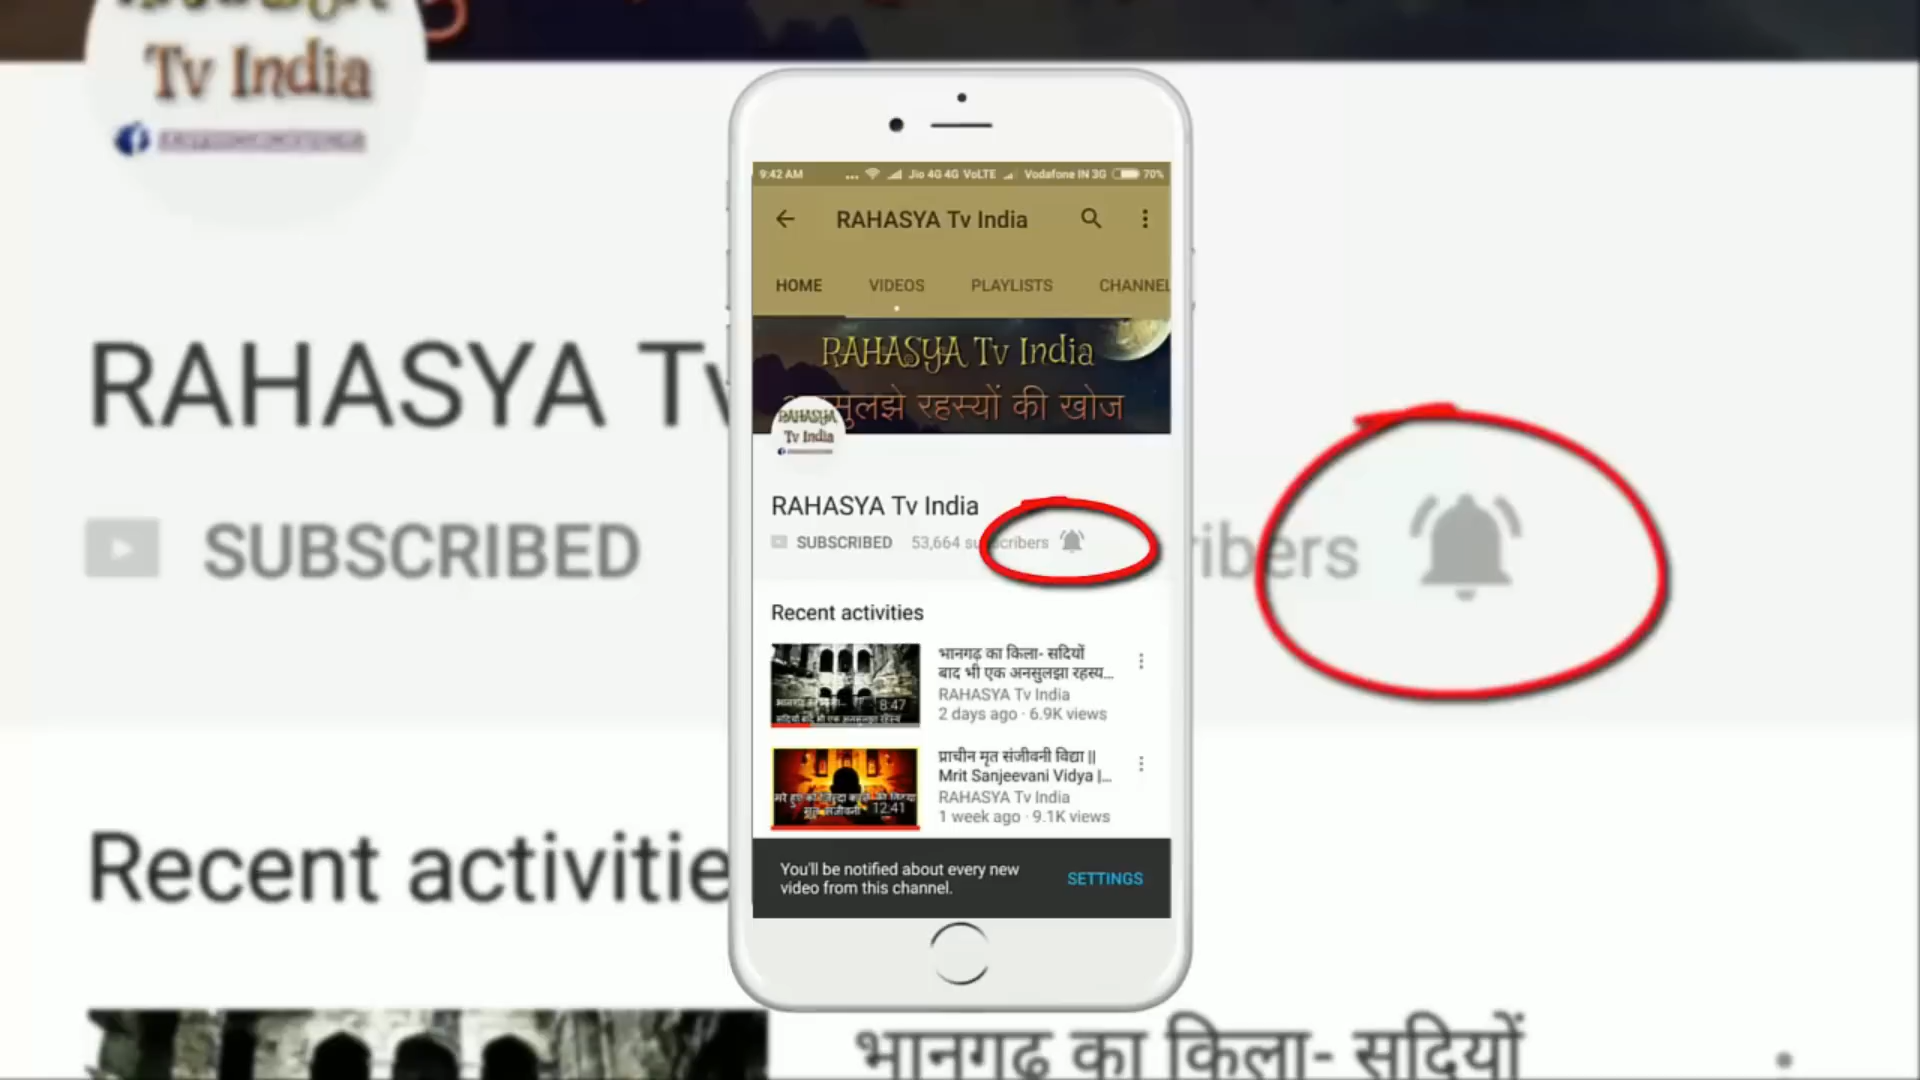 Tv India
9:42 AM ... Jio 4G 4G VoLTE Vodafone IN 3G 70%
RAHASYA Tv India
HOME VIDEOS PLAYLISTS CHANNEL
RAHASYA Tv India
सुलझे रहस्यों की खोज
RAHASYA
Tv India
RAHASYA Tv India
SUBSCRIBED 53,664 subscribers
Recent activities
भानगढ़ का किला- सदियों
बाद भी एक अनसुलझा रहस्य...
RAHASYA Tv India
2 days ago · 6.9K views
8:47
प्राचीन मृत संजीवनी विद्या ||
Mrit Sanjeevani Vidya |...
RAHASYA Tv India
1 week ago · 9.1K views
12:41
You'll be notified about every new
video from this channel.
SETTINGS
RAHASYA Tv
SUBSCRIBED ribers
Recent activitie
भानगढ़ का किला- सदियों